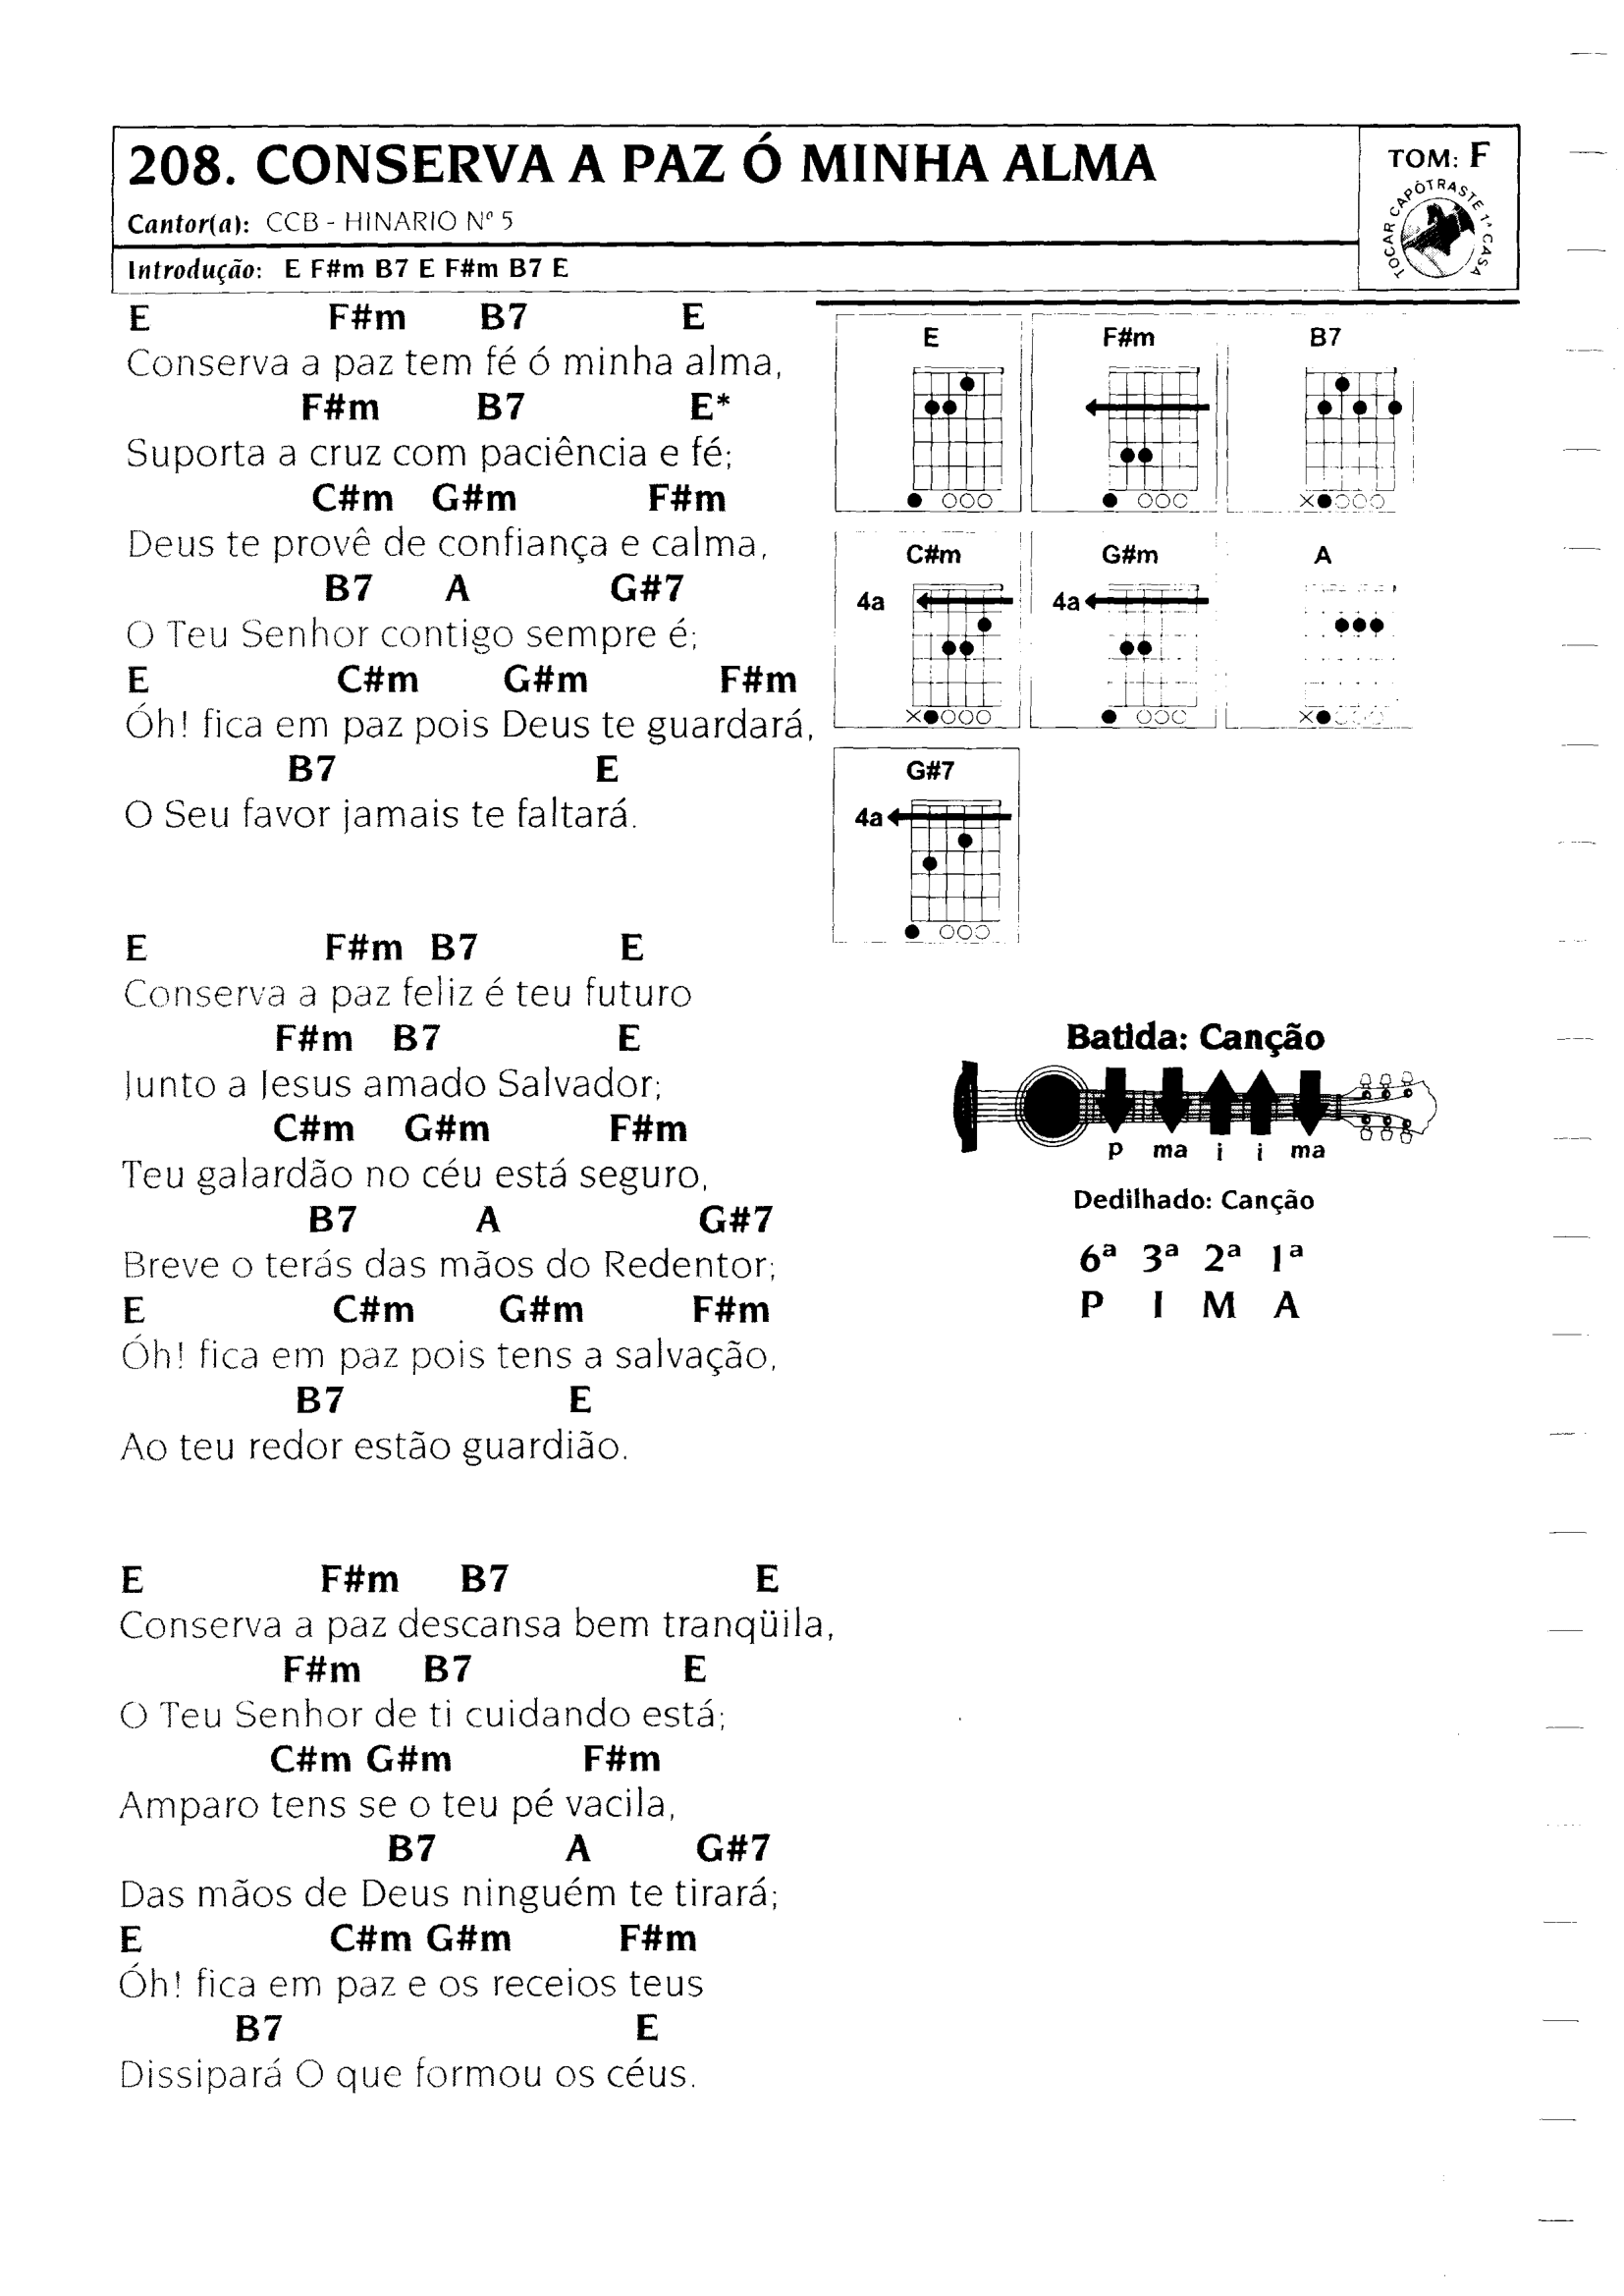 208. CONSERVA A PAZ Ó MINHA ALMA
TOM: F
TOCAR CAPÒTRASTE 1ª CASA
Cantor(a): CCB - HINARIO Nº 5
Introdução: E F#m B7 E F#m B7 E
E F#m B7 E
Conserva a paz tem fé ó minha alma,
F#m B7 E*
Suporta a cruz com paciência e fé;
C#m G#m F#m
Deus te provê de confiança e calma,
B7 A G#7
O Teu Senhor contigo sempre é;
E C#m G#m F#m
Óh! fica em paz pois Deus te guardará,
B7 E
O Seu favor jamais te faltará.
E F#m B7 E
Conserva a paz feliz é teu futuro
F#m B7 E
Junto a Jesus amado Salvador;
C#m G#m F#m
Teu galardão no céu está seguro,
B7 A G#7
Breve o terás das mãos do Redentor;
E C#m G#m F#m
Óh! fica em paz pois tens a salvação,
B7 E
Ao teu redor estão guardião.
E F#m B7 E
Conserva a paz descansa bem tranqüila,
F#m B7 E
O Teu Senhor de ti cuidando está;
C#m G#m F#m
Amparo tens se o teu pé vacila,
B7 A G#7
Das mãos de Deus ninguém te tirará;
E C#m G#m F#m
Óh! fica em paz e os receios teus
B7 E
Dissipará O que formou os céus.
E F#m B7
C#m G#m A
4a 4a
G#7
4a
Batida: Canção
p ma i i ma
Dedilhado: Canção
6ª 3ª 2ª 1ª
P I M A